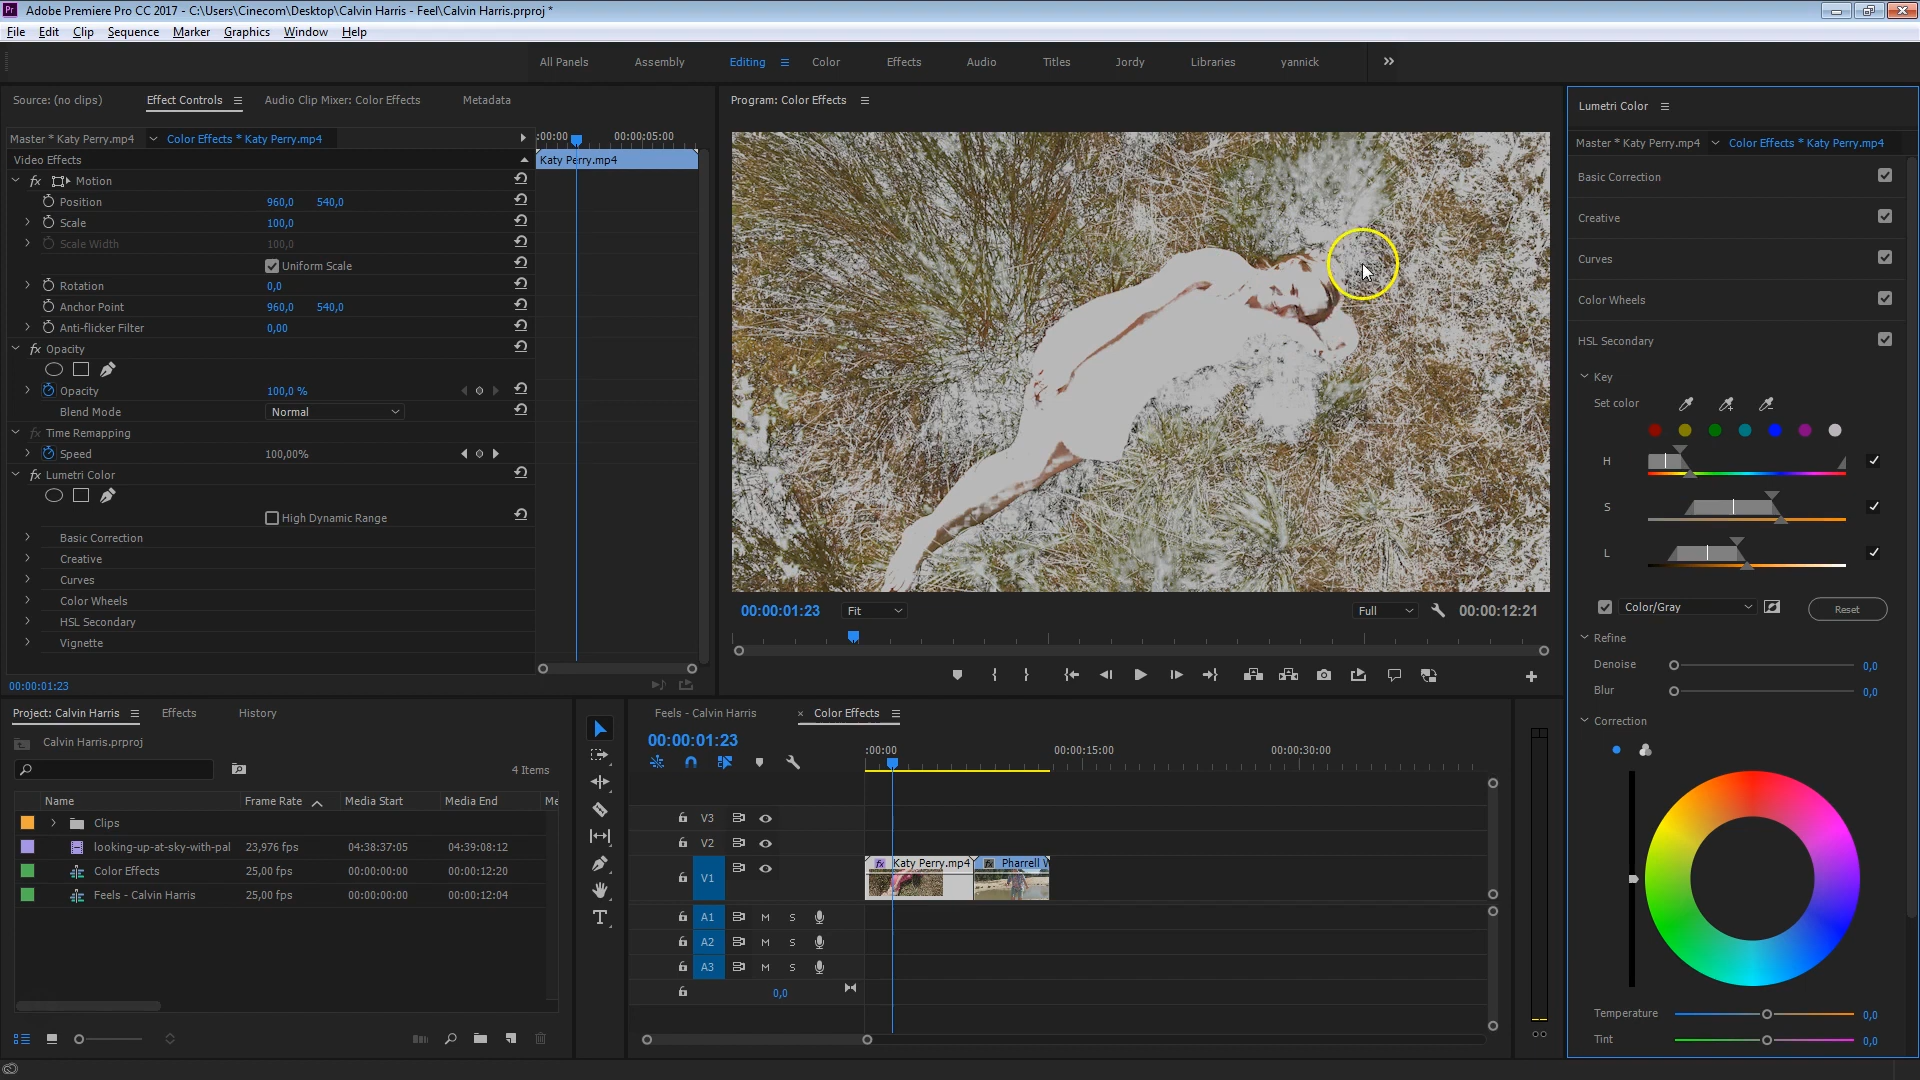 Adobe Premiere Pro CC 2017 - C:\Users\Cinecom\Desktop\Calvin Harris - Feel\Calvin Harris.prproj *
File Edit Clip Sequence Marker Graphics Window Help
All Panels Assembly Editing Color Effects Audio Titles Jordy Libraries yannick
Source: (no clips) Effect Controls Audio Clip Mixer: Color Effects Metadata
Master * Katy Perry.mp4 Color Effects * Katy Perry.mp4
:00:00 00:00:05:00
Video Effects
Katy Perry.mp4
fx Motion
Position 960,0 540,0
Scale 100,0
Scale Width 100,0
Uniform Scale
Rotation 0,0
Anchor Point 960,0 540,0
Anti-flicker Filter 0,00
fx Opacity
Opacity 100,0 %
Blend Mode Normal
fx Time Remapping
Speed 100,00%
fx Lumetri Color
High Dynamic Range
Basic Correction
Creative
Curves
Color Wheels
HSL Secondary
Vignette
00:00:01:23
Program: Color Effects
00:00:01:23 Fit Full 00:00:12:21
Lumetri Color
Master * Katy Perry.mp4 Color Effects * Katy Perry.mp4
Basic Correction
Creative
Curves
Color Wheels
HSL Secondary
Key
Set color
H
S
L
Color/Gray Reset
Refine
Denoise 0,0
Blur 0,0
Correction
Temperature 0,0
Tint 0,0
Project: Calvin Harris Effects History
Calvin Harris.prproj
4 Items
Name Frame Rate Media Start Media End Me
Clips
looking-up-at-sky-with-pal 23,976 fps 04:38:37:05 04:39:08:12
Color Effects 25,00 fps 00:00:00:00 00:00:12:20
Feels - Calvin Harris 25,00 fps 00:00:00:00 00:00:12:04
Feels - Calvin Harris × Color Effects
00:00:01:23
:00:00 00:00:15:00 00:00:30:00
V3
V2
V1
fx Katy Perry.mp4 fx Pharrell W
A1 M S
A2 M S
A3 M S
0,0